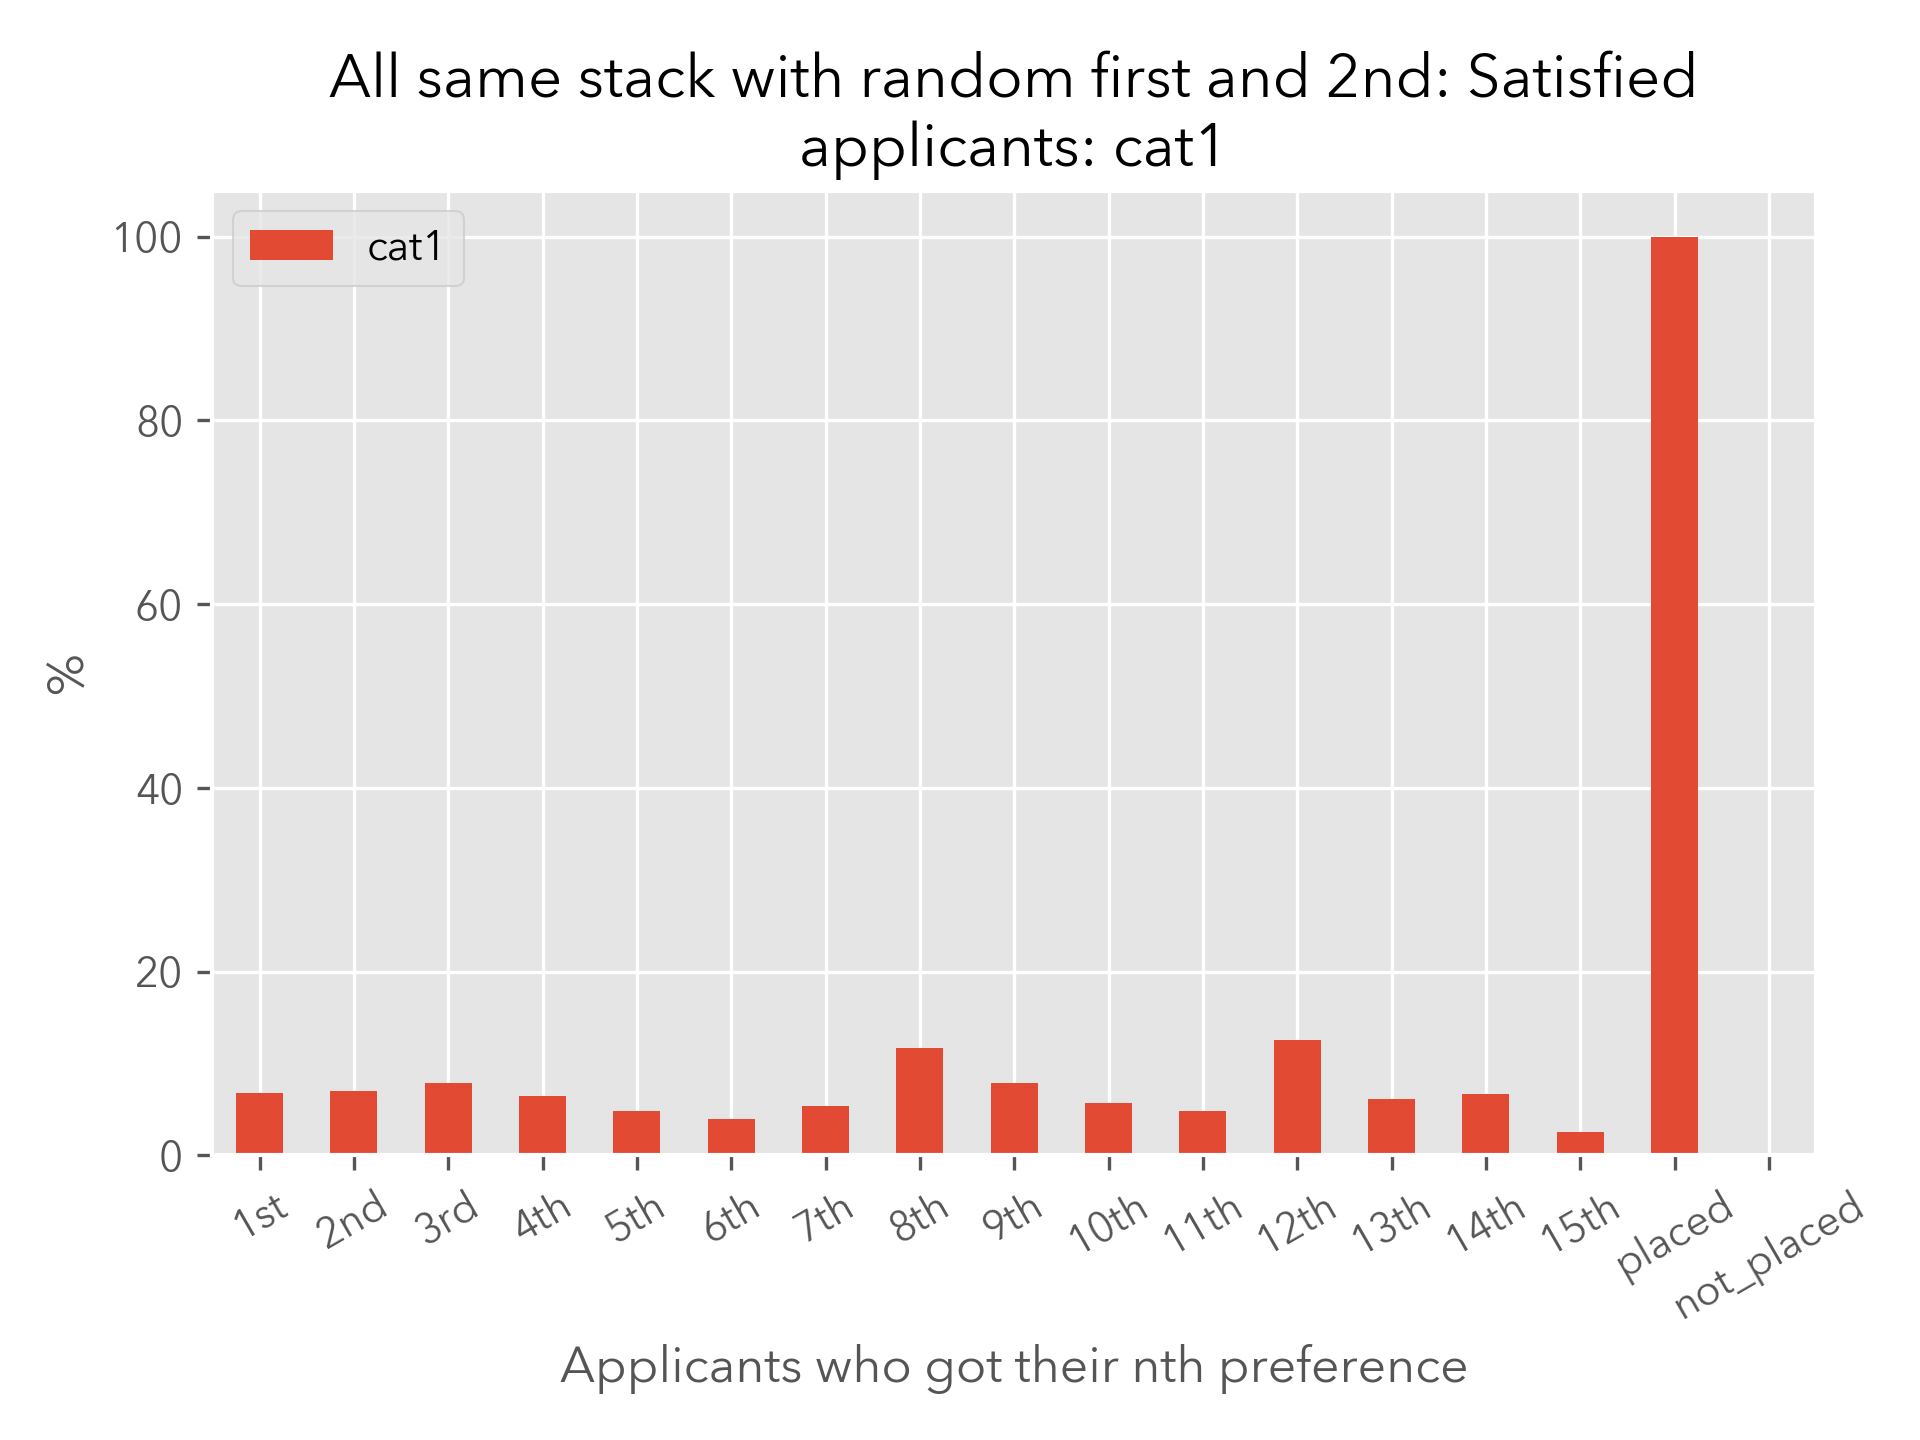 All same stack with random first and 2nd: Satisfied
applicants: cat1
cat1
100
80
60
40
20
0
%
1st
2nd
3rd
4th
5th
6th
7th
8th
9th
10th
11th
12th
13th
14th
15th
placed
not_placed
Applicants who got their nth preference